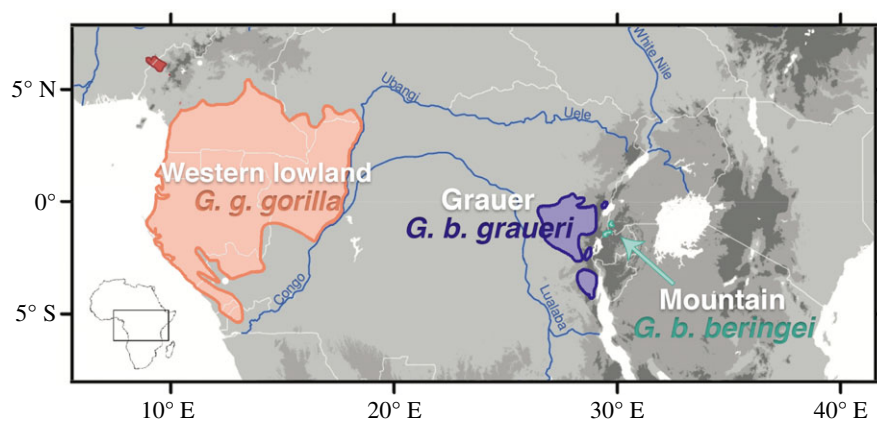 5° N
0°
5° S
White Nile
Ubangi
Uele
Western lowland
G. g. gorilla
Grauer
G. b. graueri
Congo
Lualaba
Mountain
G. b. beringei
10° E
20° E
30° E
40° E